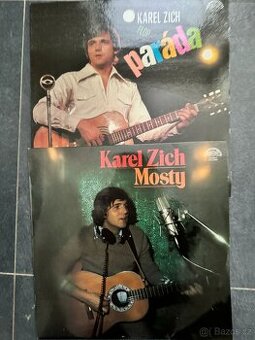 KAREL ZICH
paráda
Karel Zich
Mosty
© Bazos.cz